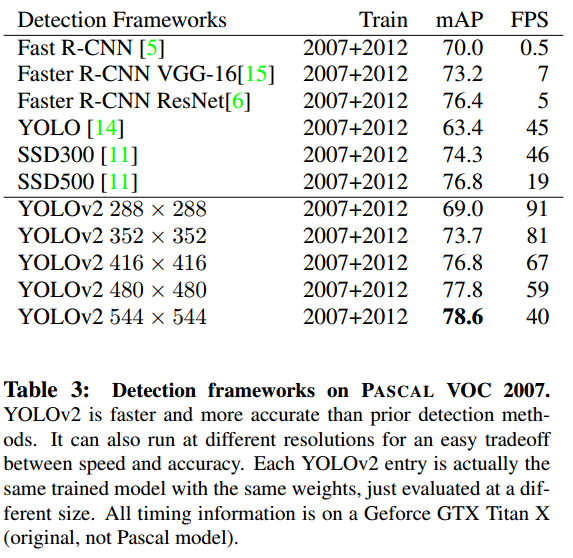 Detection Frameworks Train mAP FPS
Fast R-CNN [5] 2007+2012 70.0 0.5
Faster R-CNN VGG-16[15] 2007+2012 73.2 7
Faster R-CNN ResNet[6] 2007+2012 76.4 5
YOLO [14] 2007+2012 63.4 45
SSD300 [11] 2007+2012 74.3 46
SSD500 [11] 2007+2012 76.8 19
YOLOv2 288 × 288 2007+2012 69.0 91
YOLOv2 352 × 352 2007+2012 73.7 81
YOLOv2 416 × 416 2007+2012 76.8 67
YOLOv2 480 × 480 2007+2012 77.8 59
YOLOv2 544 × 544 2007+2012 78.6 40
Table 3: Detection frameworks on PASCAL VOC 2007.
YOLOv2 is faster and more accurate than prior detection meth-
ods. It can also run at different resolutions for an easy tradeoff
between speed and accuracy. Each YOLOv2 entry is actually the
same trained model with the same weights, just evaluated at a dif-
ferent size. All timing information is on a Geforce GTX Titan X
(original, not Pascal model).